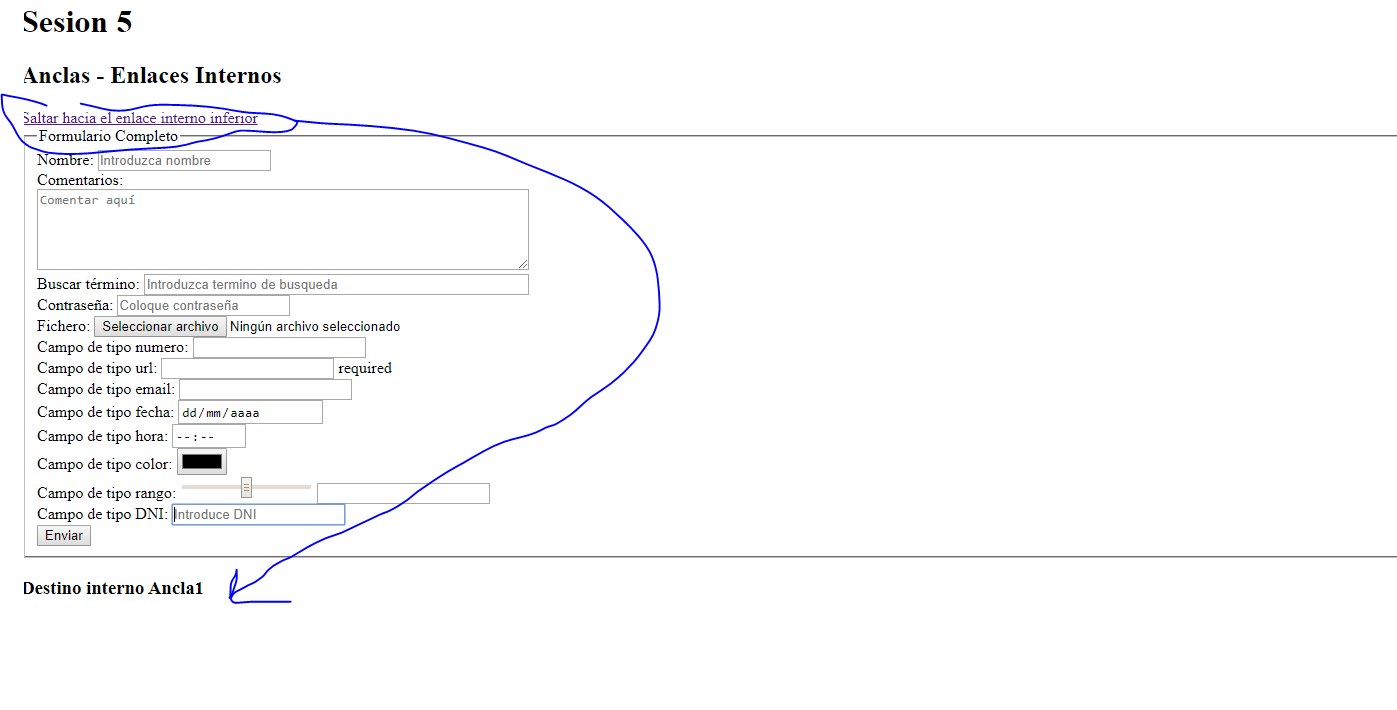 Sesion 5
Anclas - Enlaces Internos
Saltar hacia el enlace interno inferior
Formulario Completo
Nombre: Introduzca nombre
Comentarios:
Comentar aquí
Buscar término: Introduzca termino de busqueda
Contraseña: Coloque contraseña
Fichero: Seleccionar archivo Ningún archivo seleccionado
Campo de tipo numero:
Campo de tipo url: required
Campo de tipo email:
Campo de tipo fecha: dd/mm/aaaa
Campo de tipo hora: --:--
Campo de tipo color:
Campo de tipo rango:
Campo de tipo DNI: Introduce DNI
Enviar
Destino interno Ancla1